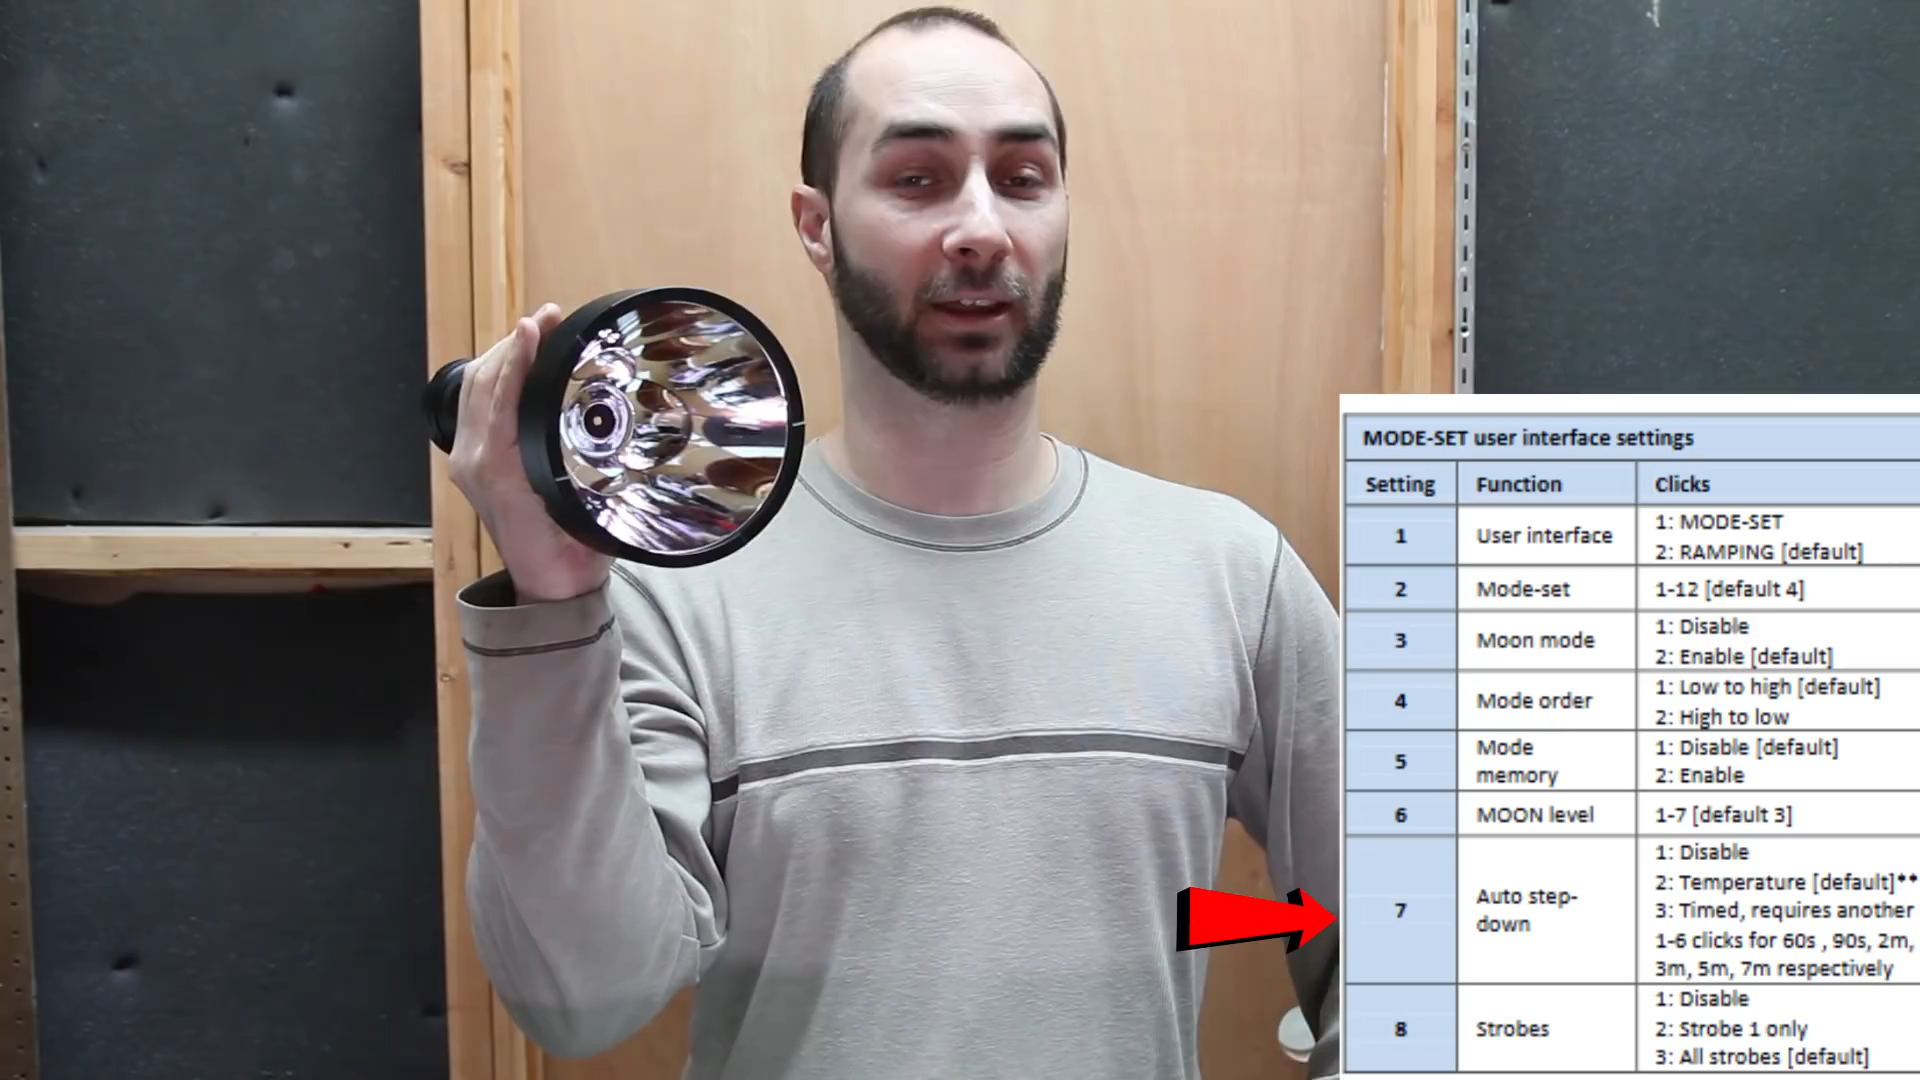 MODE-SET user interface settings
Setting Function Clicks
1 User interface 1: MODE-SET
2: RAMPING [default]
2 Mode-set 1-12 [default 4]
3 Moon mode 1: Disable
2: Enable [default]
4 Mode order 1: Low to high [default]
2: High to low
5 Mode memory 1: Disable [default]
2: Enable
6 MOON level 1-7 [default 3]
7 Auto step-down 1: Disable
2: Temperature [default]**
3: Timed, requires another
1-6 clicks for 60s , 90s, 2m,
3m, 5m, 7m respectively
8 Strobes 1: Disable
2: Strobe 1 only
3: All strobes [default]